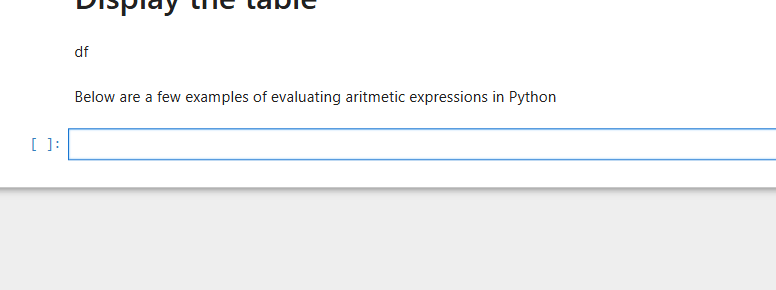 Display the table
df
Below are a few examples of evaluating aritmetic expressions in Python
[ ]: